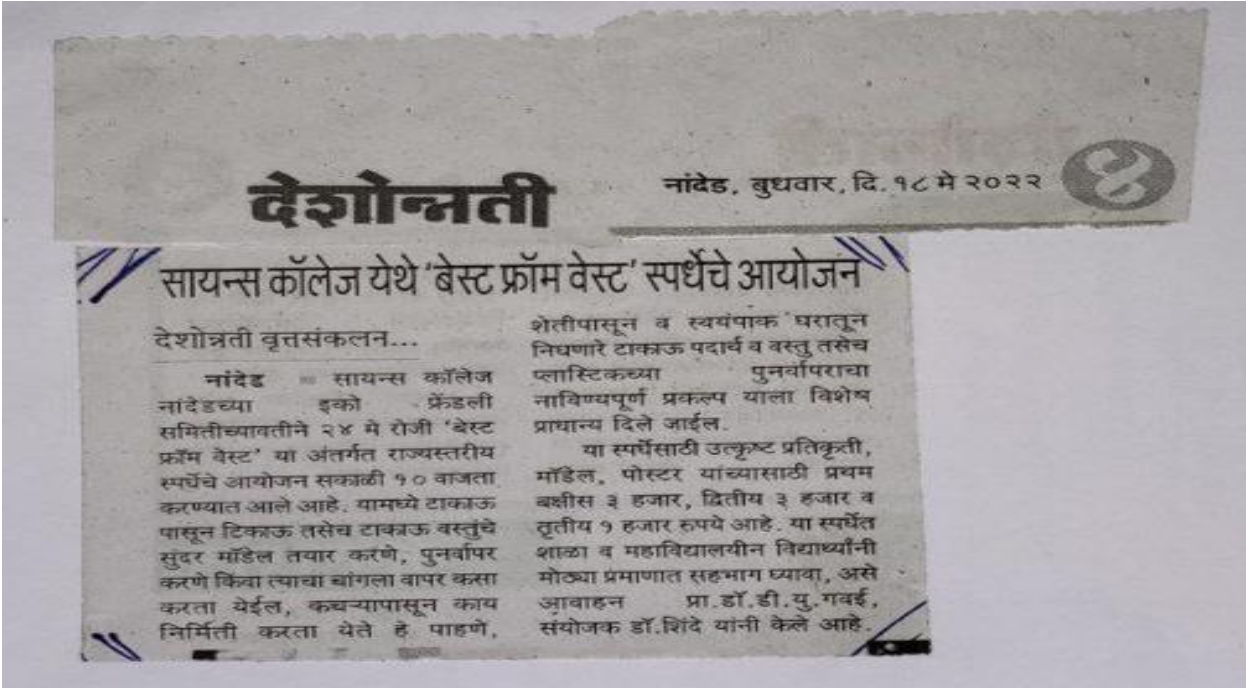 देशोन्नती
नांदेड, बुधवार, दि. १८ मे २०२२
४
सायन्स कॉलेज येथे 'बेस्ट फ्रॉम वेस्ट' स्पर्धेचे आयोजन
देशोन्नती वृत्तसंकलन...
नांदेड = सायन्स कॉलेज
नांदेडच्या इको फ्रेंडली
समितीच्यावतीने २४ मे रोजी 'बेस्ट
फ्रॉम वेस्ट' या अंतर्गत राज्यस्तरीय
स्पर्धेचे आयोजन सकाळी १० वाजता
करण्यात आले आहे. यामध्ये टाकाऊ
पासून टिकाऊ तसेच टाकाऊ वस्तुंचे
सुंदर मॉडेल तयार करणे, पुनर्वापर
करणे किंवा त्याचा चांगला वापर कसा
करता येईल, कचऱ्यापासून काय
निर्मिती करता येते हे पाहणे,
शेतीपासून व स्वयंपाक घरातून
निघणारे टाकाऊ पदार्थ व वस्तु तसेच
प्लास्टिकच्या पुनर्वापराचा
नाविण्यपूर्ण प्रकल्प याला विशेष
प्राधान्य दिले जाईल.
या स्पर्धेसाठी उत्कृष्ट प्रतिकृती,
मॉडेल, पोस्टर यांच्यासाठी प्रथम
बक्षीस ३ हजार, द्वितीय ३ हजार व
तृतीय १ हजार रुपये आहे. या स्पर्धेत
शाळा व महाविद्यालयीन विद्यार्थ्यांनी
मोठ्या प्रमाणात सहभाग घ्यावा, असे
आवाहन प्रा.डॉ.डी.यु.गवई,
संयोजक डॉ.शिंदे यांनी केले आहे.